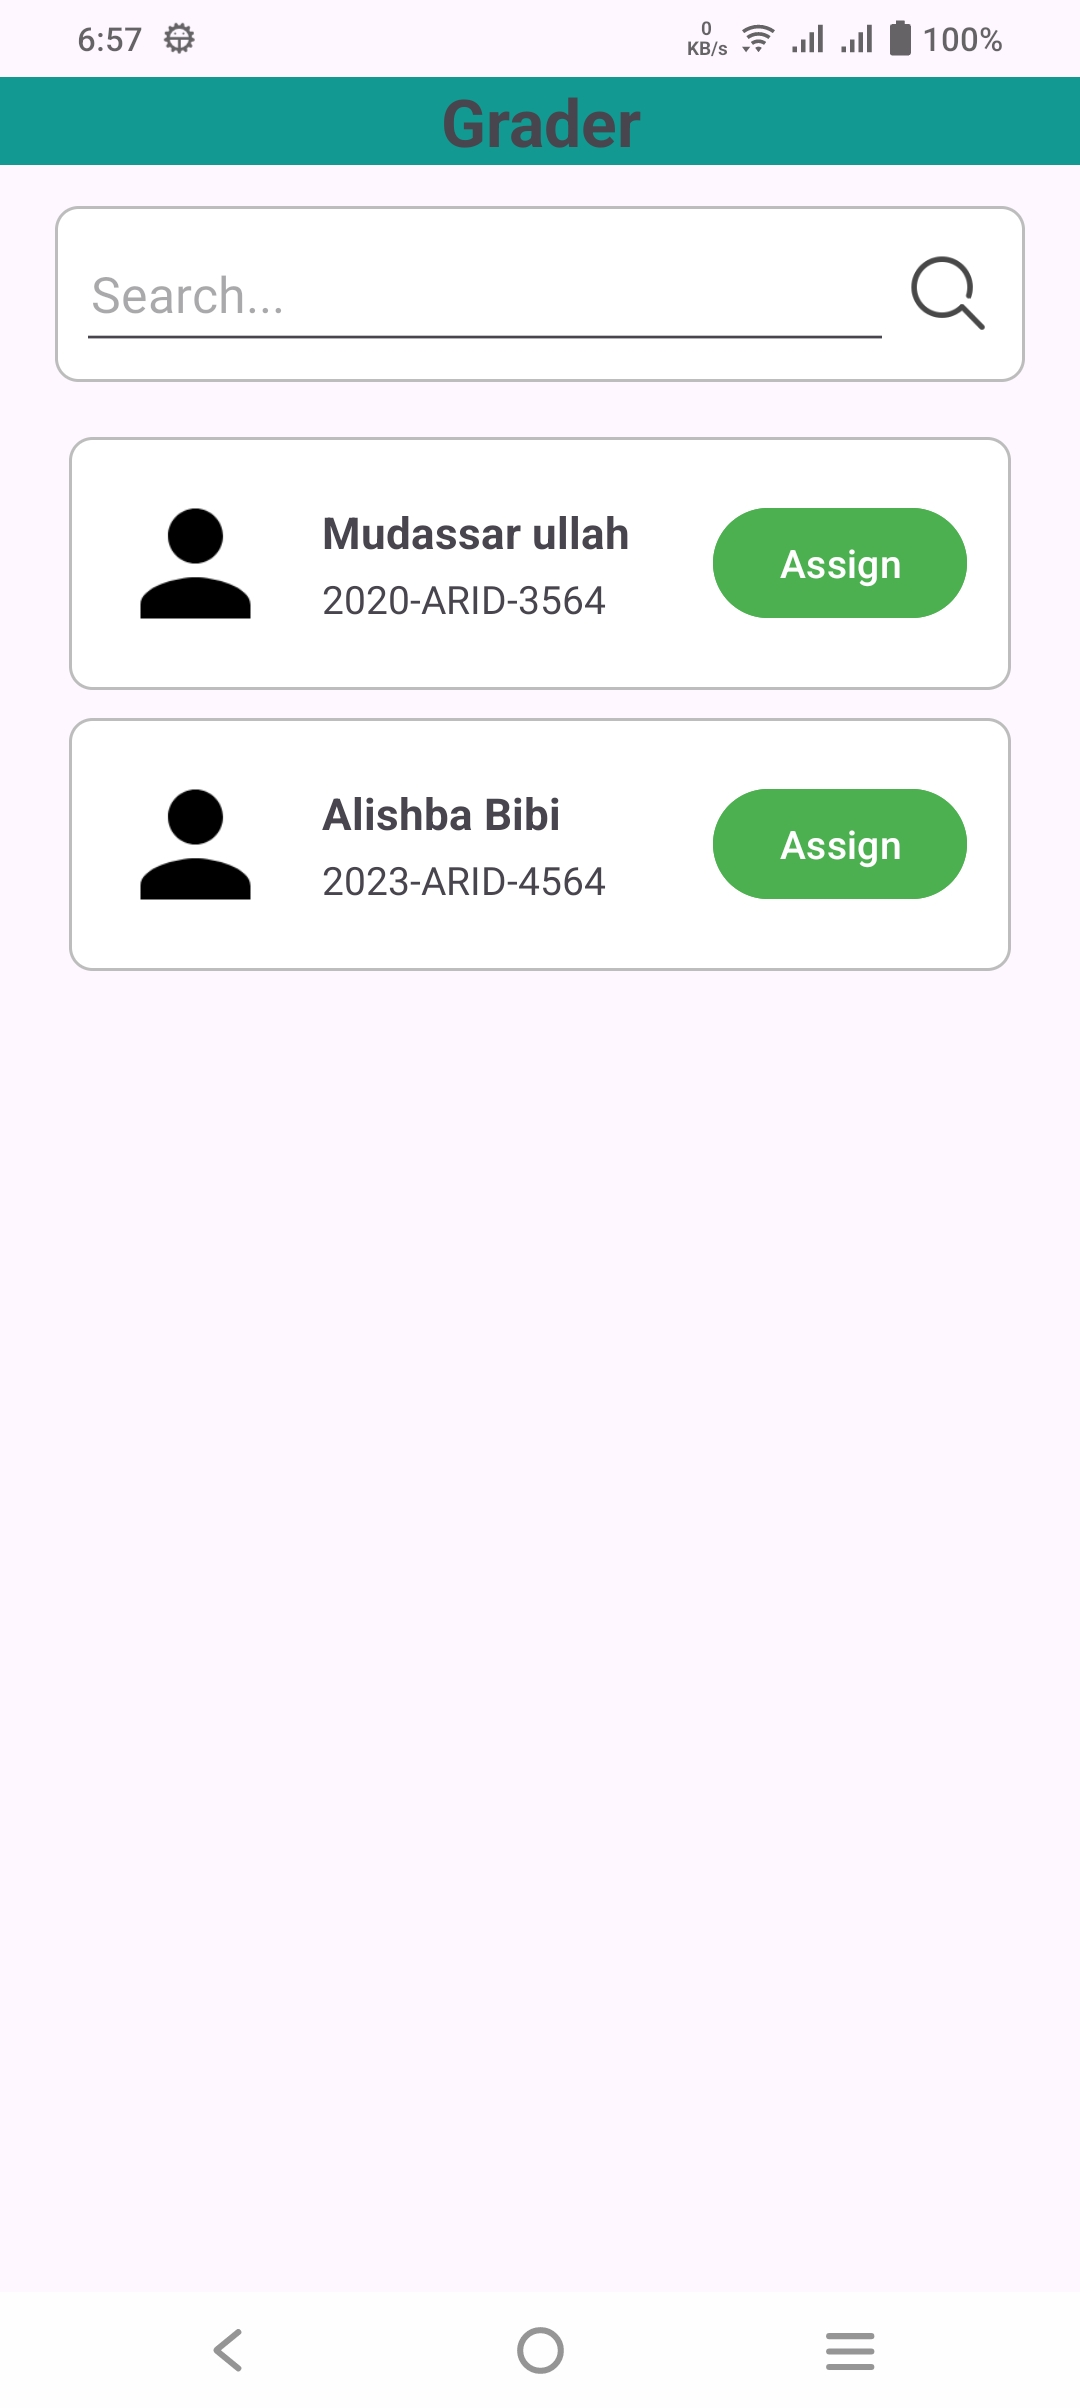 6:57
0
KB/s
100%
Grader
Search...
Mudassar ullah
2020-ARID-3564
Assign
Alishba Bibi
2023-ARID-4564
Assign